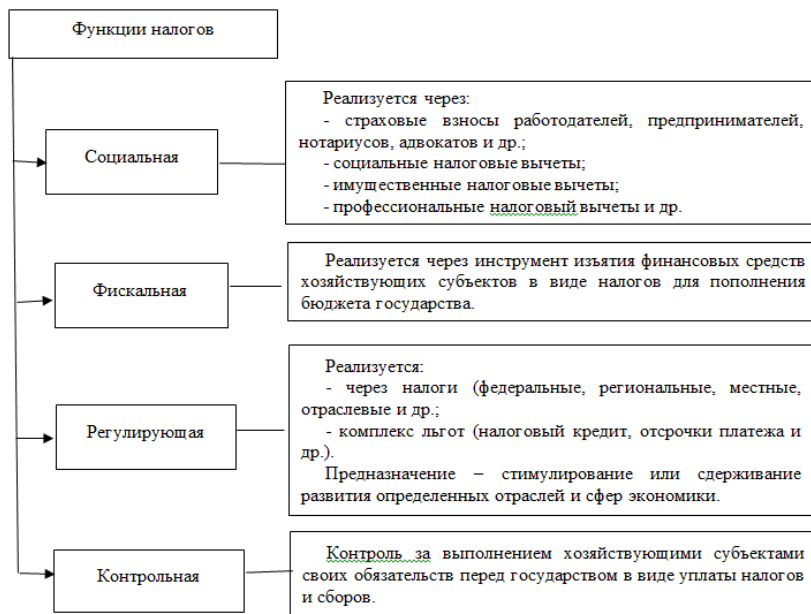 Функции налогов
Социальная
Реализуется через:
- страховые взносы работодателей, предпринимателей,
нотариусов, адвокатов и др.;
- социальные налоговые вычеты;
- имущественные налоговые вычеты;
- профессиональные налоговый вычеты и др.
Фискальная
Реализуется через инструмент изъятия финансовых средств
хозяйствующих субъектов в виде налогов для пополнения
бюджета государства.
Регулирующая
Реализуется:
- через налоги (федеральные, региональные, местные,
отраслевые и др.;
- комплекс льгот (налоговый кредит, отсрочки платежа и
др.).
Предназначение – стимулирование или сдерживание
развития определенных отраслей и сфер экономики.
Контрольная
Контроль за выполнением хозяйствующими субъектами
своих обязательств перед государством в виде уплаты налогов
и сборов.